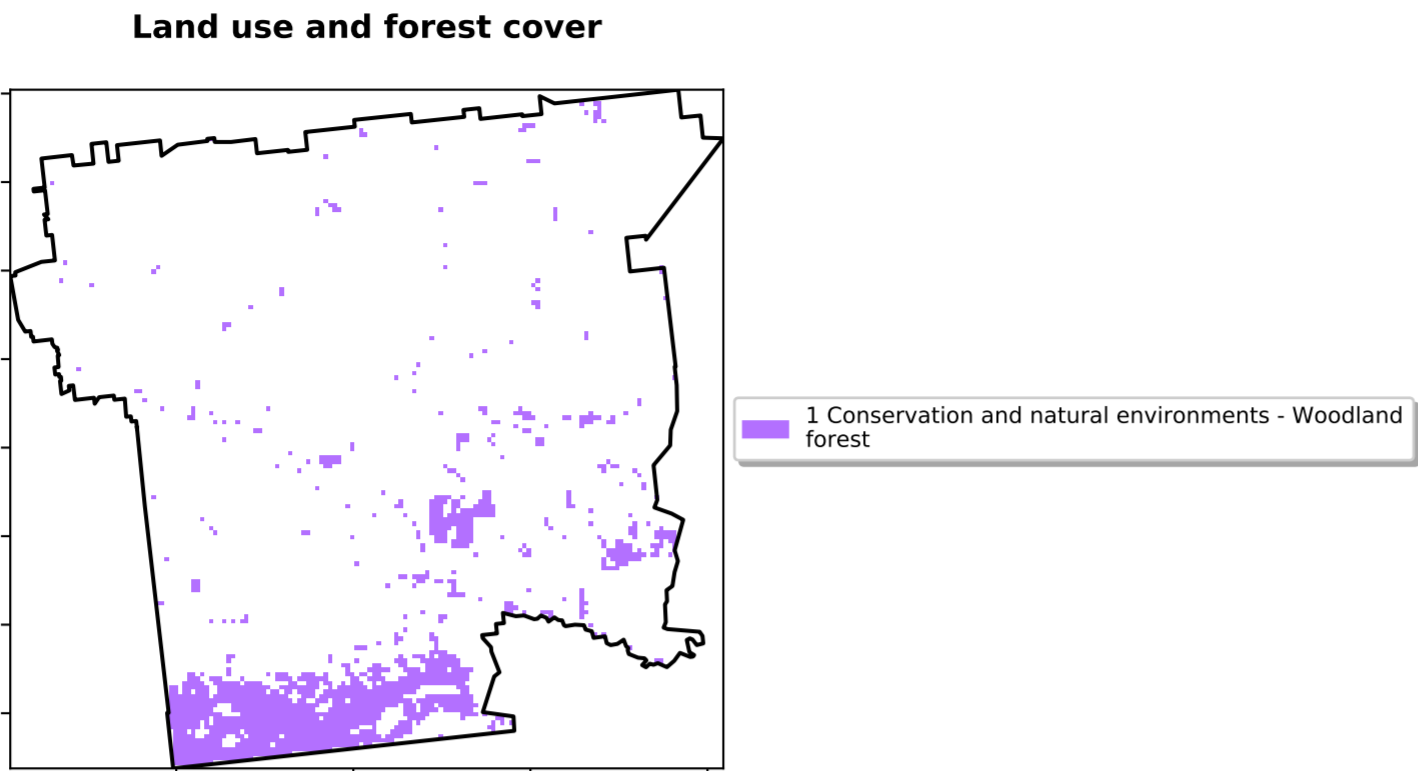 Land use and forest cover
1 Conservation and natural environments - Woodland
forest